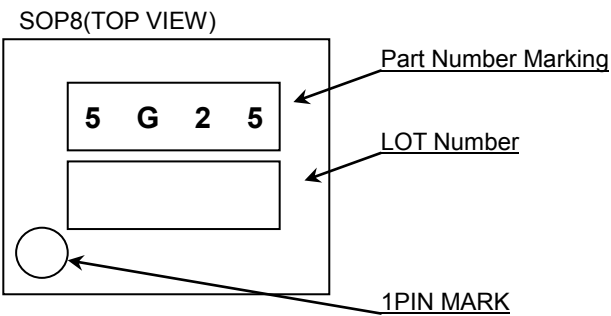 SOP8(TOP VIEW)
Part Number Marking
5 G 2 5
LOT Number
1PIN MARK